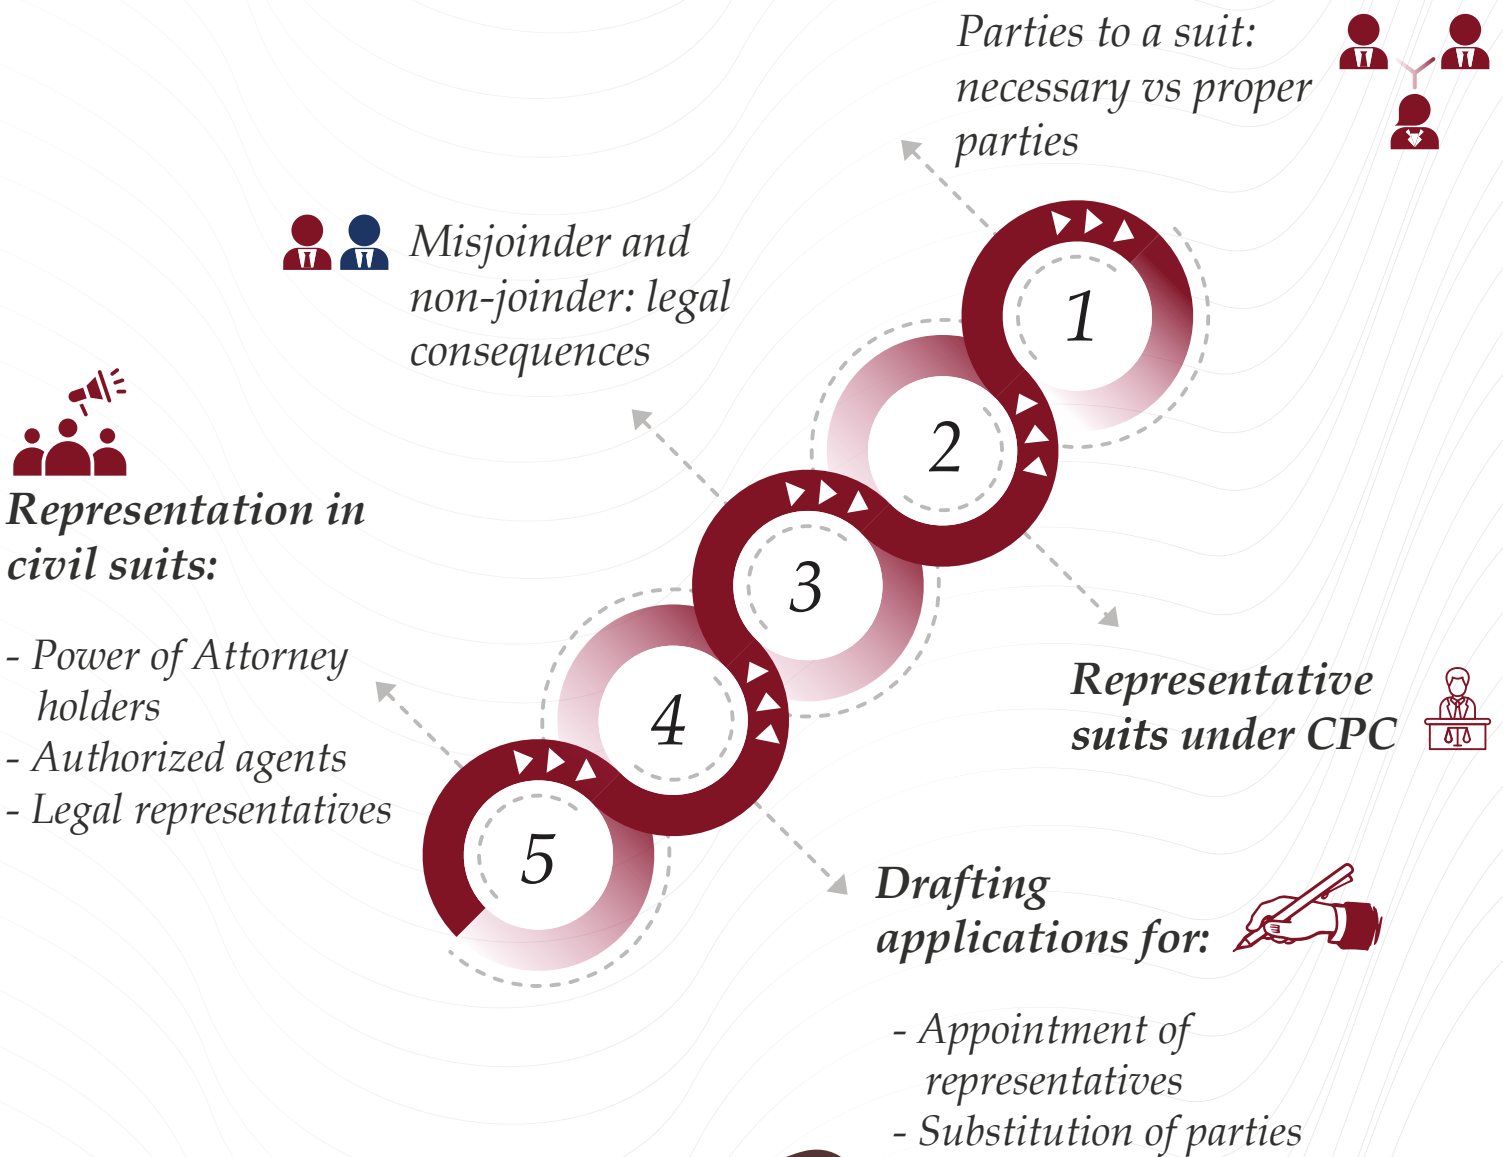 Parties to a suit:
necessary vs proper
parties
1
Misjoinder and
non-joinder: legal
consequences
2
3
Representation in
civil suits:
- Power of Attorney
holders
- Authorized agents
- Legal representatives
Representative
suits under CPC
4
5
Drafting
applications for:
- Appointment of
representatives
- Substitution of parties